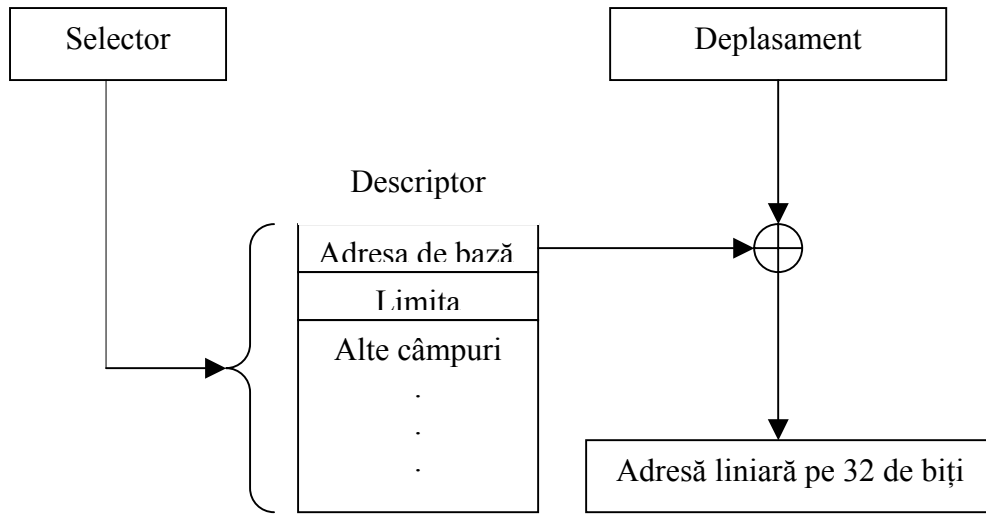 Selector
Deplasament
Descriptor
Adresa de bază
Limita
Alte câmpuri
.
.
.
Adresă liniară pe 32 de biți